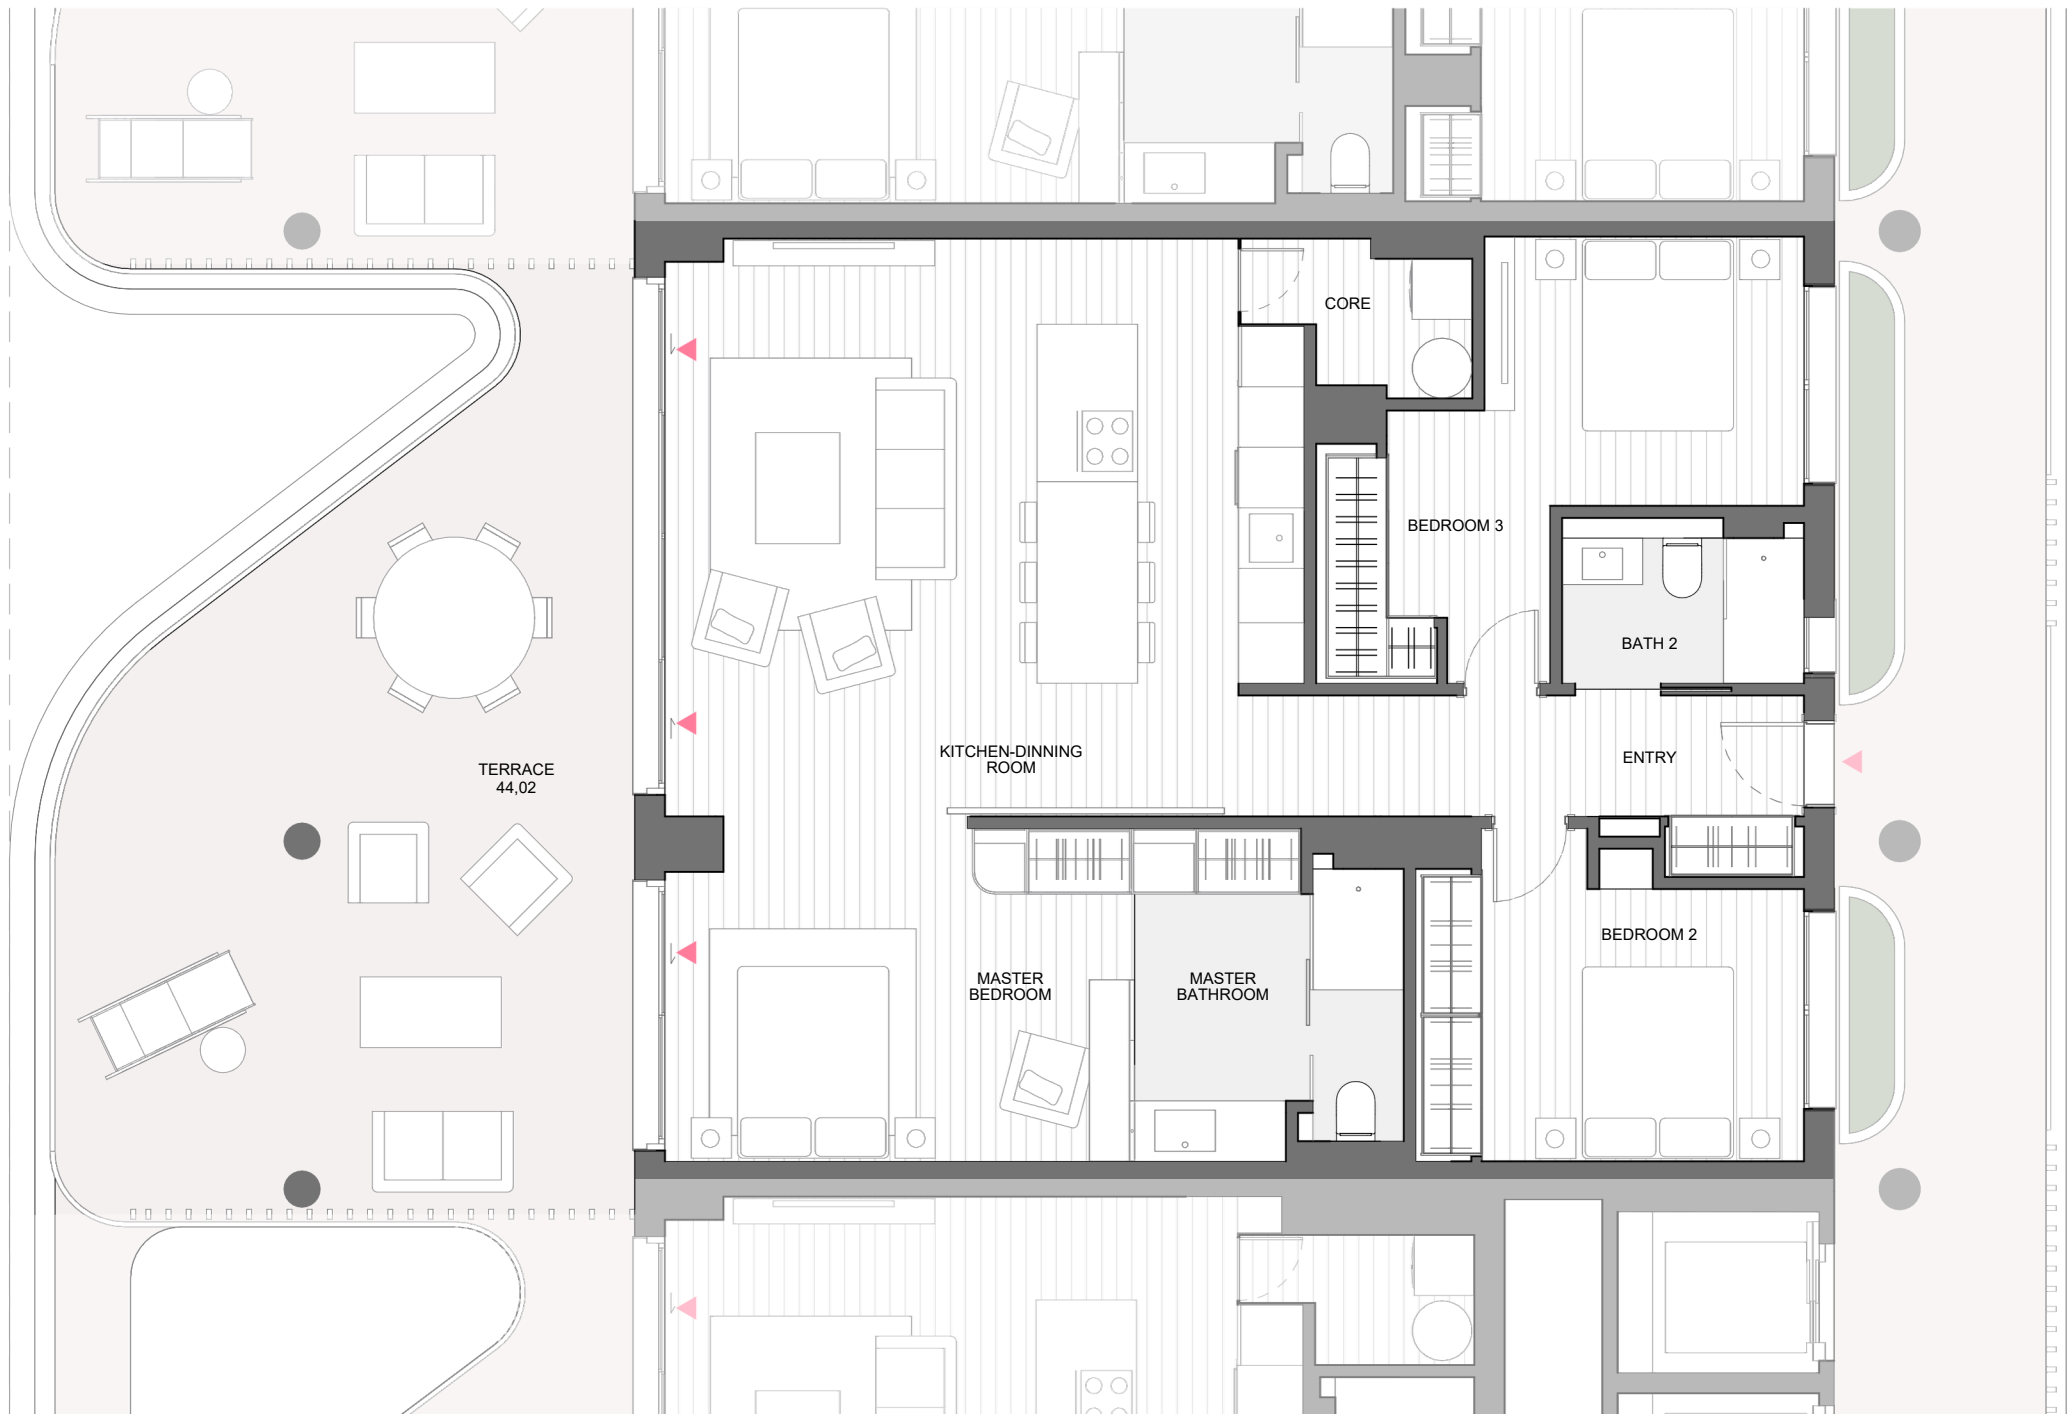 CORE
BEDROOM 3
BATH 2
KITCHEN-DINNING
ROOM
ENTRY
TERRACE
44,02
BEDROOM 2
MASTER
BEDROOM
MASTER
BATHROOM